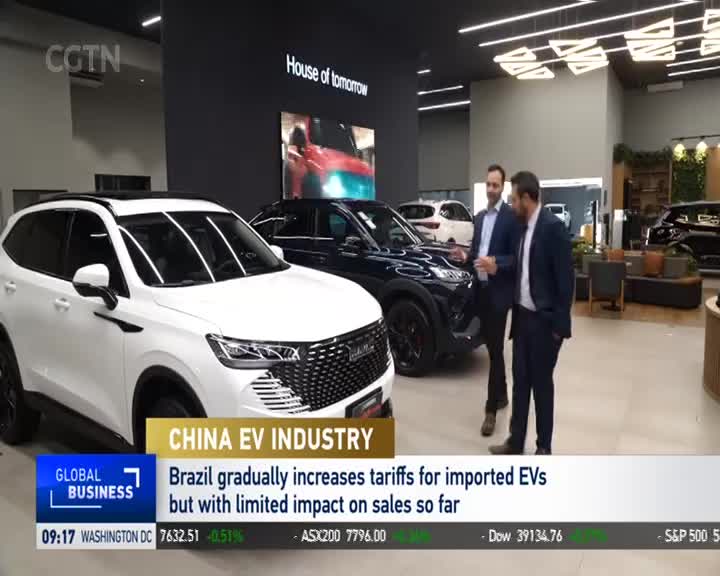 CGTN
House of tomorrow
HAVAL
CHINA EV INDUSTRY
Brazil gradually increases tariffs for imported EVs
but with limited impact on sales so far
GLOBAL
BUSINESS
09:17 WASHINGTON DC 7632.51 -0.51% ASX200 7796.00 Dow 39134.76 S&P 500 5